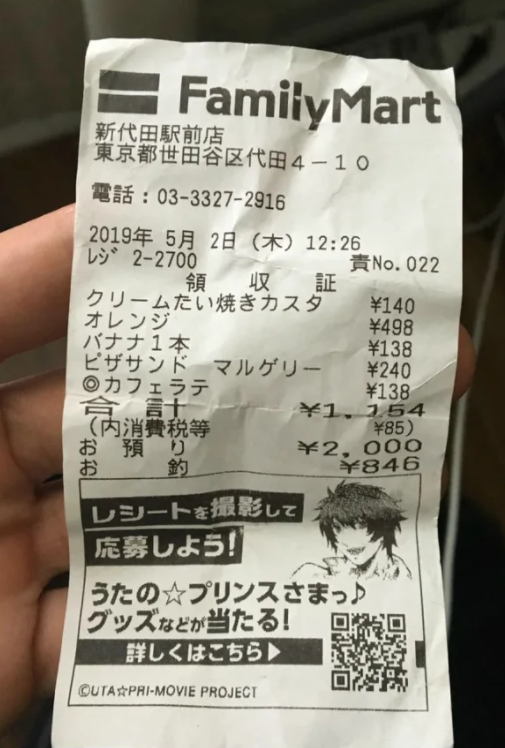 FamilyMart
新代田駅前店
東京都世田谷区代田4-10
電話:03-3327-2916
2019年 5月 2日(木)12:26
レジ 2-2700 責No.022
領 収 証
クリームたい焼きカスタ ¥140
オレンジ ¥498
バナナ1本 ¥138
ピザサンド マルゲリー ¥240
◎カフェラテ ¥138
合 計 ¥1,154
(内消費税等 ¥85)
お 預 り ¥2,000
お 釣 ¥846
レシートを撮影して
応募しよう!
うたの☆プリンスさまっ♪
グッズなどが当たる!
詳しくはこちら▶
©UTA☆PRI-MOVIE PROJECT